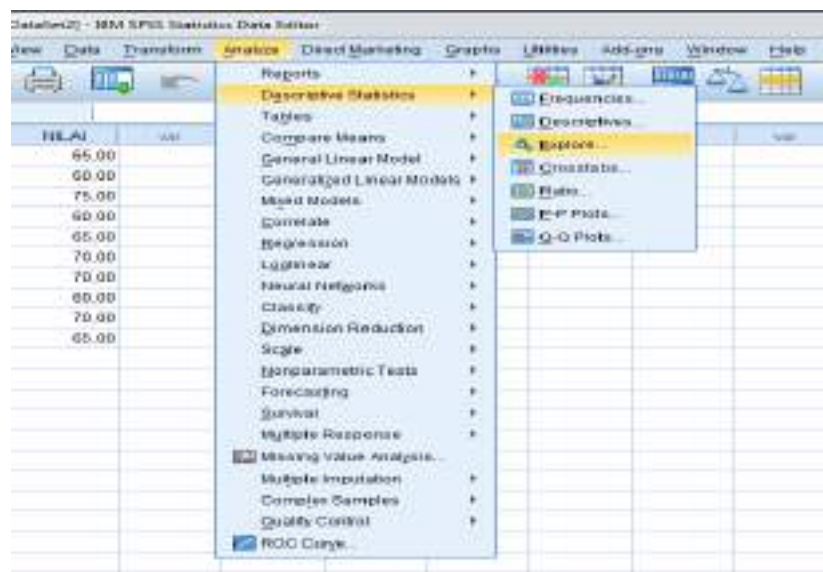 DataSet2] - IBM SPSS Statistics Data Editor
View Data Transform Analyze Direct Marketing Graphs Utilities Add-ons Window Help
Reports
Descriptive Statistics
Tables
Compare Means
General Linear Model
Generalized Linear Models
Mixed Models
Correlate
Regression
Loglinear
Neural Networks
Classify
Dimension Reduction
Scale
Nonparametric Tests
Forecasting
Survival
Multiple Response
Missing Value Analysis...
Multiple Imputation
Complex Samples
Quality Control
ROC Curve...
Frequencies...
Descriptives...
Explore...
Crosstabs...
Ratio...
P-P Plots...
Q-Q Plots...
NILAI var var
65.00
60.00
75.00
60.00
65.00
70.00
70.00
60.00
70.00
65.00